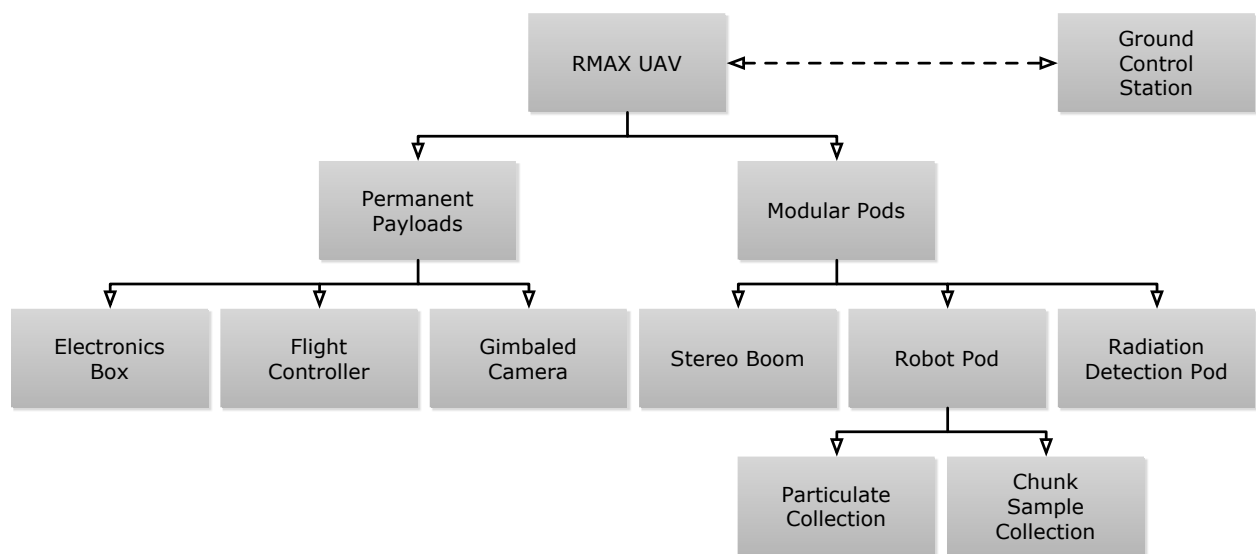 RMAX UAV
Ground
Control
Station
Permanent
Payloads
Modular Pods
Electronics
Box
Flight
Controller
Gimbaled
Camera
Stereo Boom
Robot Pod
Radiation
Detection Pod
Particulate
Collection
Chunk
Sample
Collection